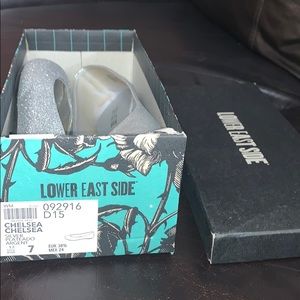 LOWER EAST SIDE
LOWER EAST SIDE
WM
092916
D15
CHELSEA
CHELSEA
SILVER
PLATEADO
ARGENT
7
EUR 38½
MEX 24